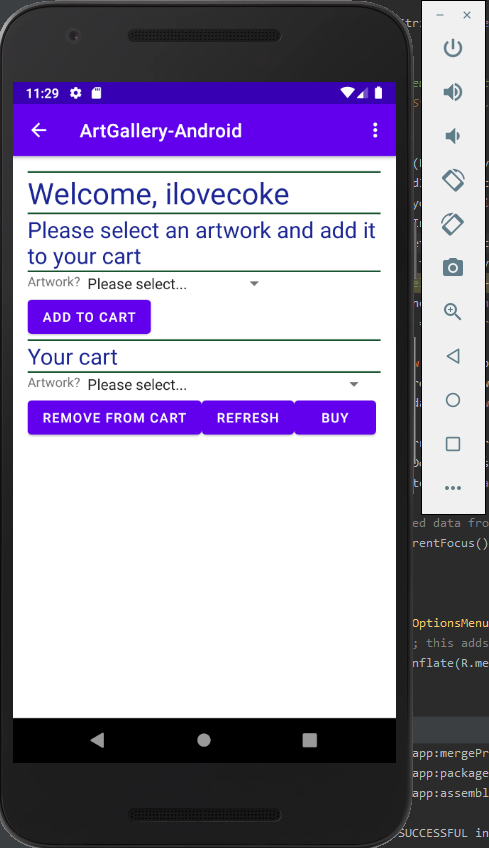 11:29
ArtGallery-Android
Welcome, ilovecoke
Please select an artwork and add it
to your cart
Artwork? Please select...
ADD TO CART
Your cart
Artwork? Please select...
REMOVE FROM CART REFRESH BUY
ed data fro
rentFocus()
OptionsMenu
; this adds
nflate(R.me
app:mergePr
app:package
app:assembl
SUCCESSFUL in